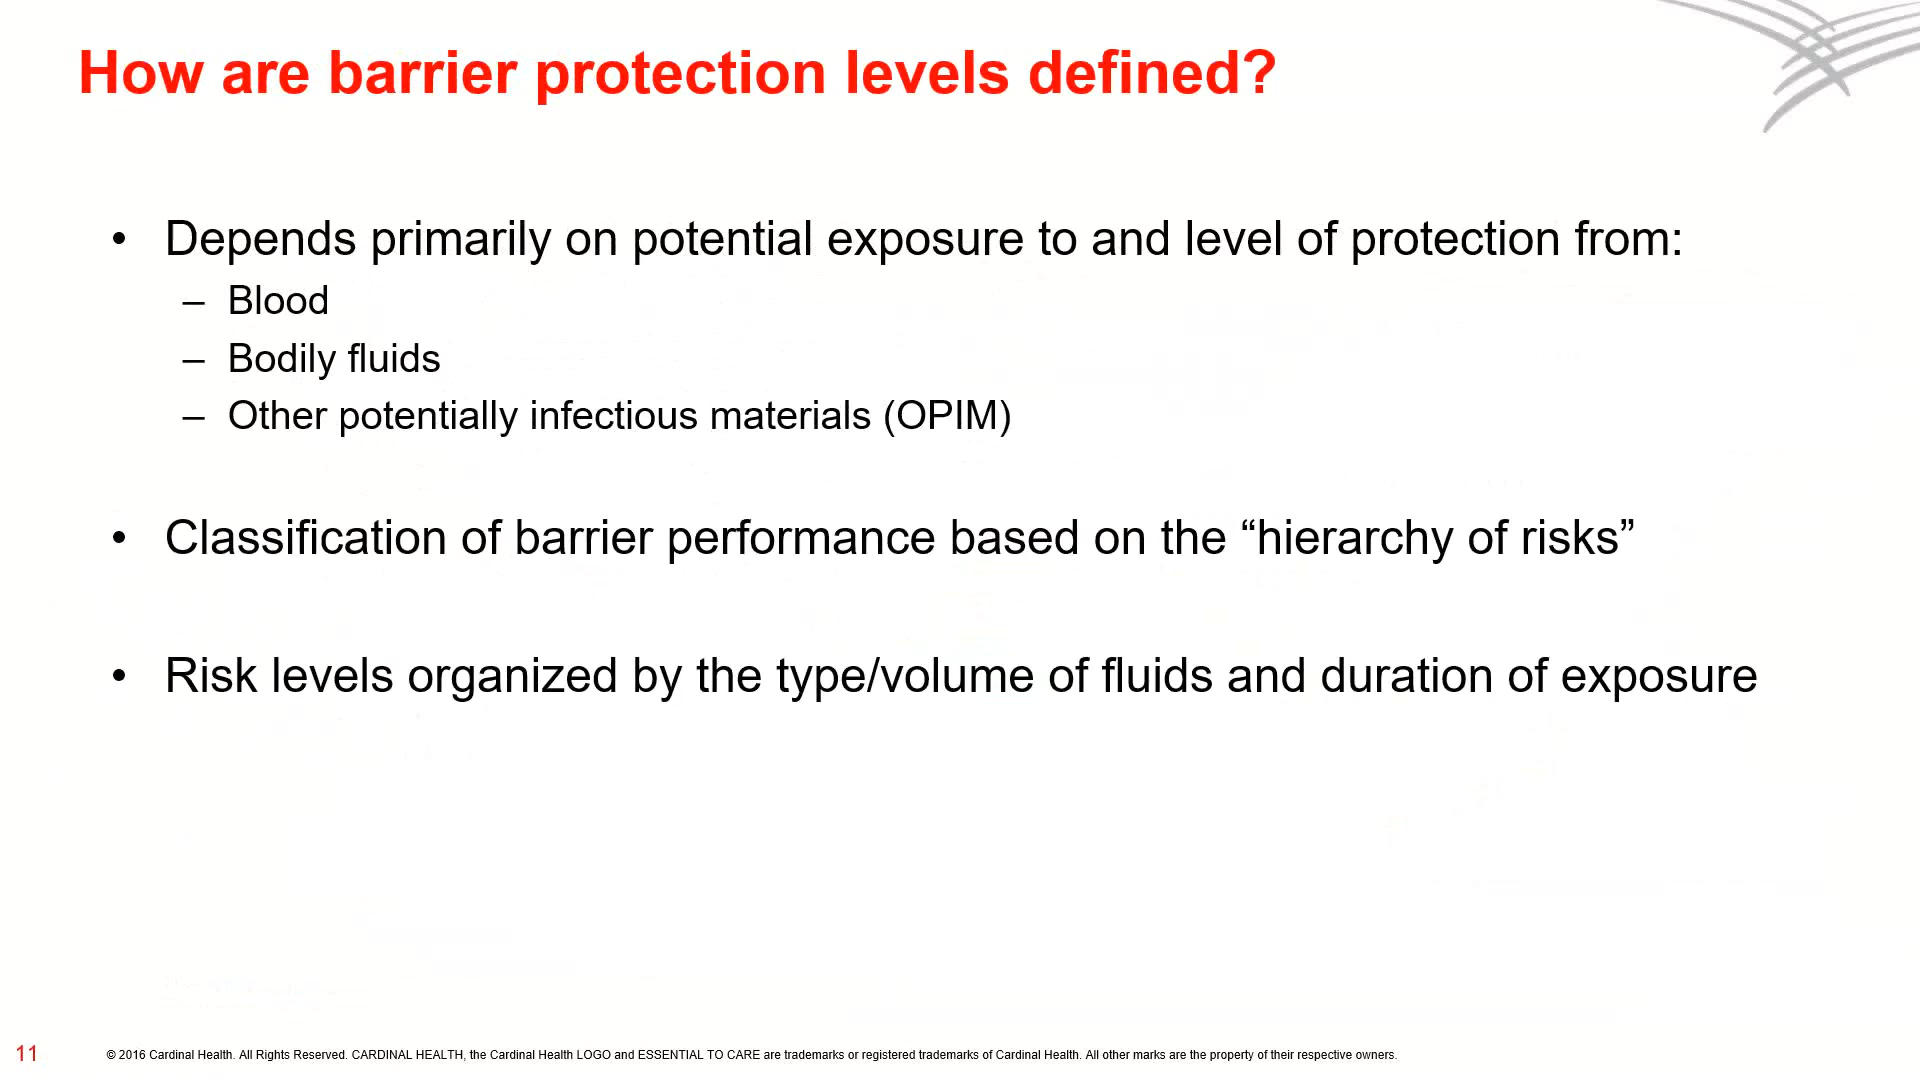 How are barrier protection levels defined?
• Depends primarily on potential exposure to and level of protection from:
– Blood
– Bodily fluids
– Other potentially infectious materials (OPIM)
• Classification of barrier performance based on the “hierarchy of risks”
• Risk levels organized by the type/volume of fluids and duration of exposure
11
© 2016 Cardinal Health. All Rights Reserved. CARDINAL HEALTH, the Cardinal Health LOGO and ESSENTIAL TO CARE are trademarks or registered trademarks of Cardinal Health. All other marks are the property of their respective owners.